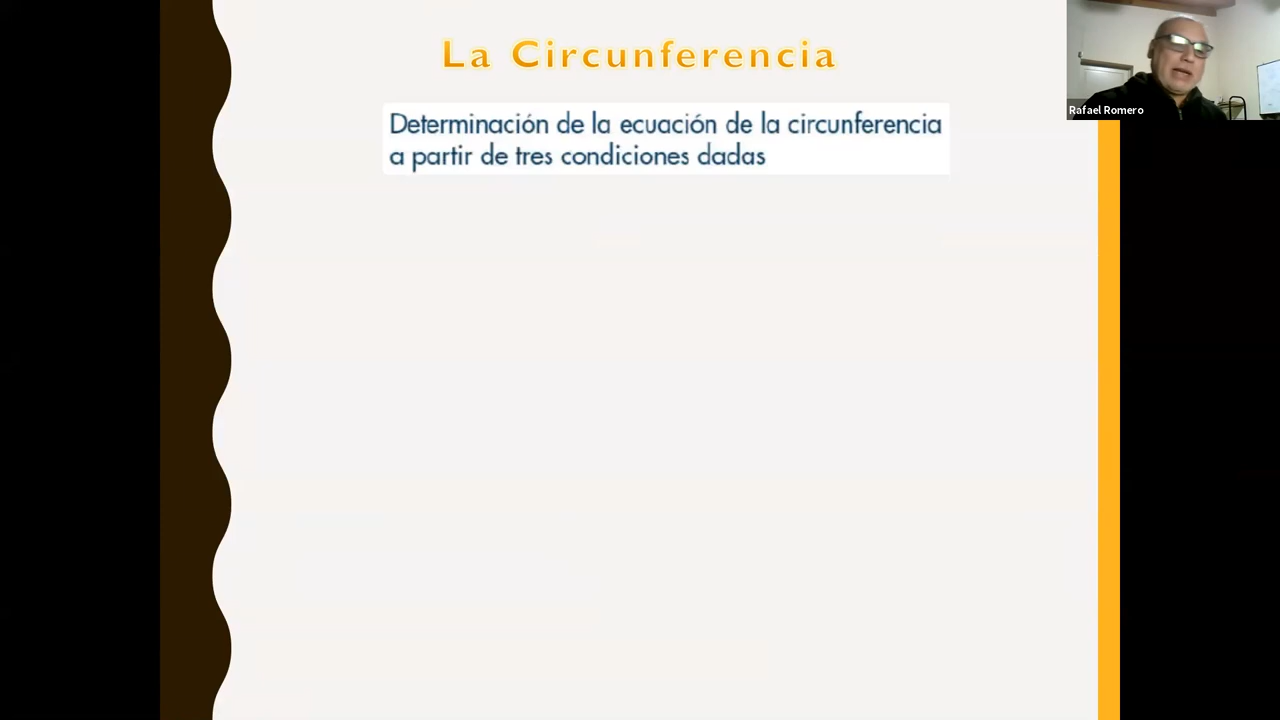 La Circunferencia
Determinación de la ecuación de la circunferencia
a partir de tres condiciones dadas
Rafael Romero